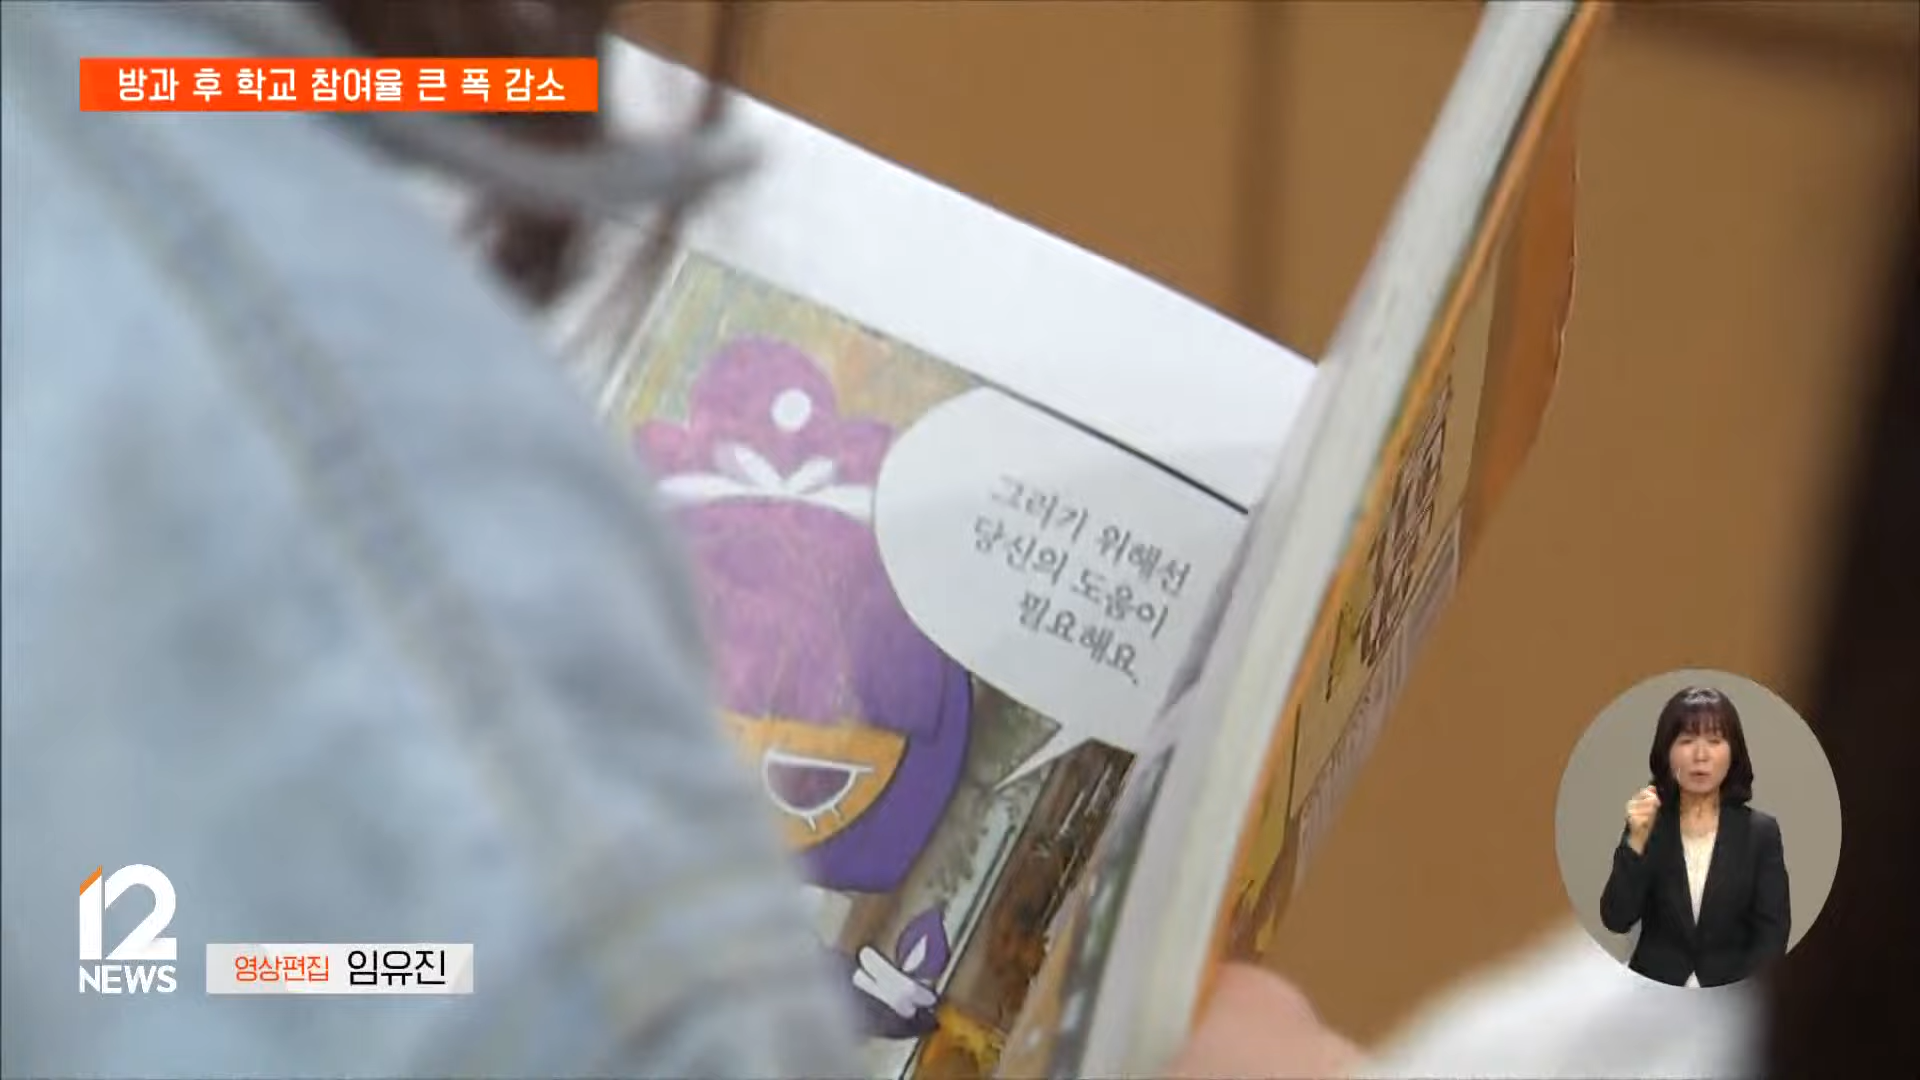 방과 후 학교 참여율 큰 폭 감소
그러기 위해선
당신의 도움이
필요해요.
12
NEWS
영상편집 임유진